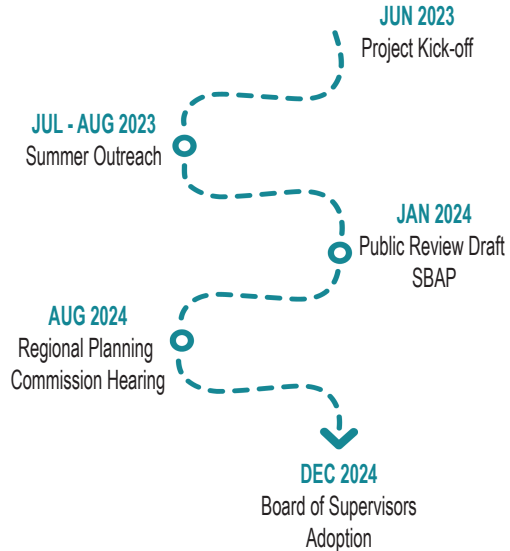 JUN 2023
Project Kick-off
JUL - AUG 2023
Summer Outreach
JAN 2024
Public Review Draft
SBAP
AUG 2024
Regional Planning
Commission Hearing
DEC 2024
Board of Supervisors
Adoption